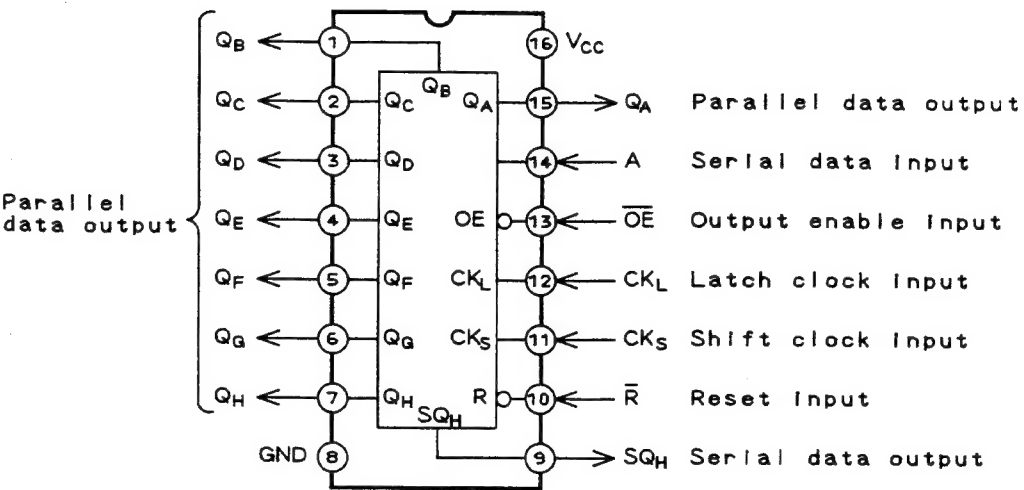 Q_B 1 16 V_CC
Q_B
Q_C 2 Q_C Q_A 15 Q_A Parallel data output
Q_D 3 Q_D 14 A Serial data input
Parallel
data output
Q_E 4 Q_E OE 13 \overline{OE} Output enable input
Q_F 5 Q_F CK_L 12 CK_L Latch clock input
Q_G 6 Q_G CK_S 11 CK_S Shift clock input
Q_H 7 Q_H R 10 \overline{R} Reset input
SQ_H
GND 8 9 SQ_H Serial data output